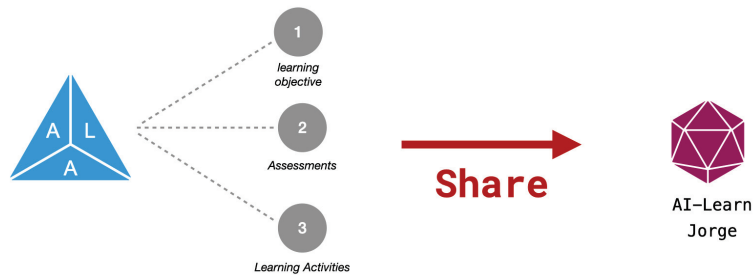 A L
A
1
learning
objective
2
Assessments
3
Learning Activities
Share
AI-Learn
Jorge